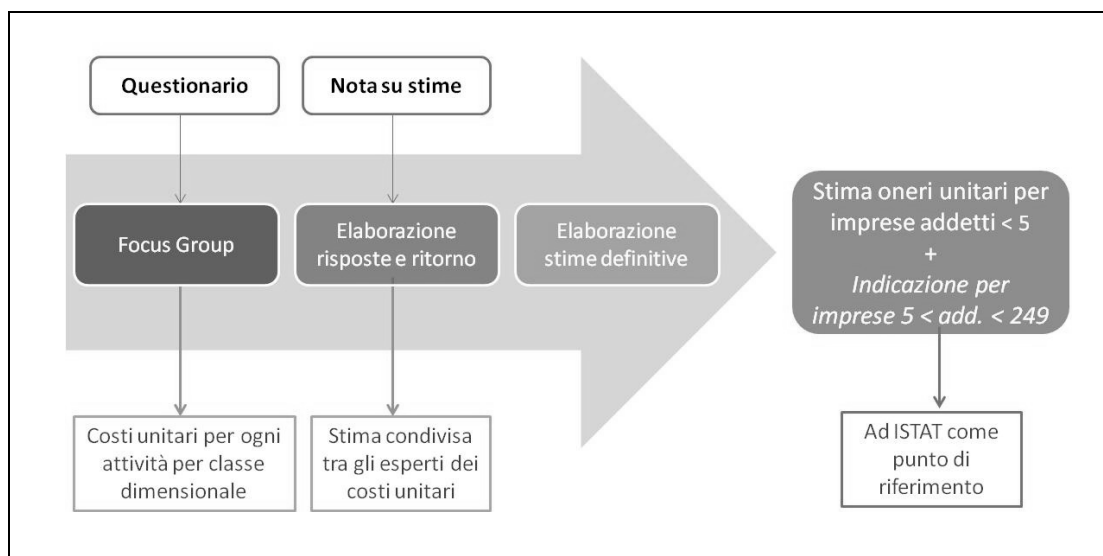 Questionario
Nota su stime
Focus Group
Elaborazione
risposte e ritorno
Elaborazione
stime definitive
Stima oneri unitari per
imprese addetti < 5
+
Indicazione per
imprese 5 < add. < 249
Costi unitari per ogni
attività per classe
dimensionale
Stima condivisa
tra gli esperti dei
costi unitari
Ad ISTAT come
punto di
riferimento